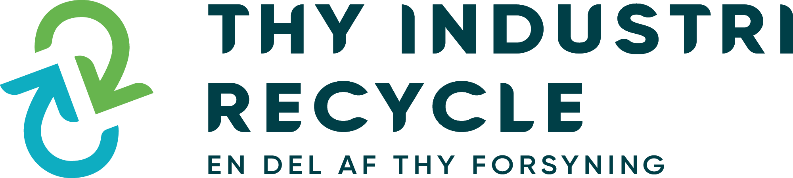 THY INDUSTRI
RECYCLE
EN DEL AF THY FORSYNING